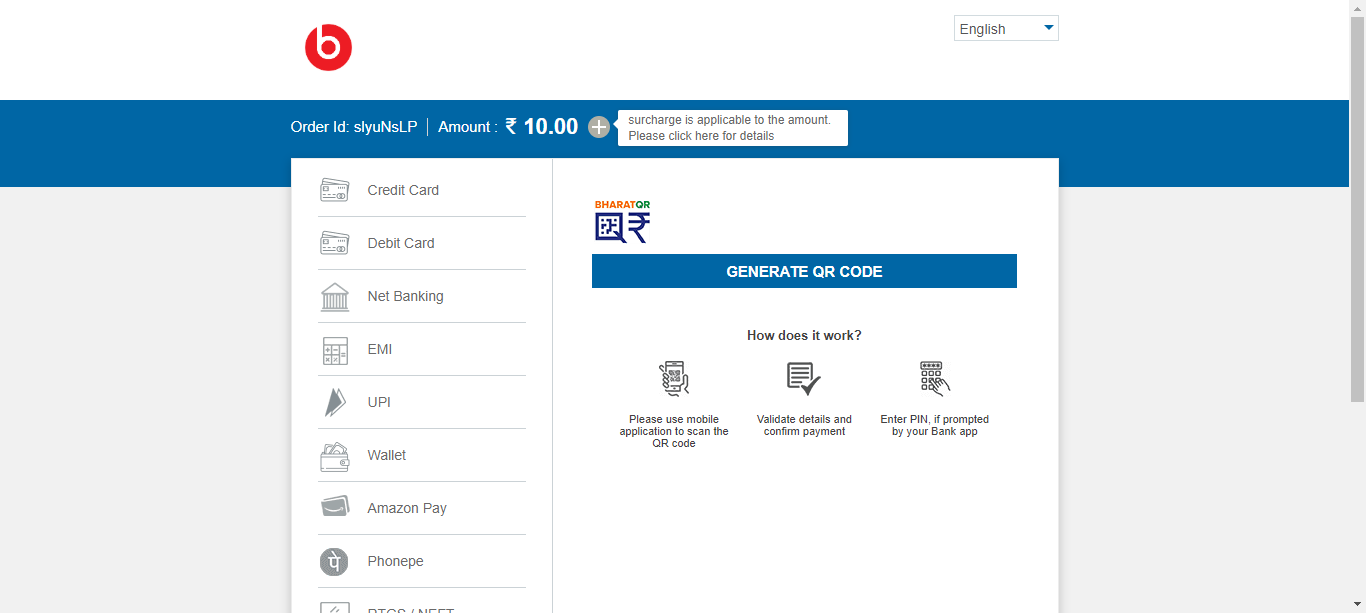 b
English
Order Id: slyuNsLP
Amount : ₹ 10.00
surcharge is applicable to the amount.
Please click here for details
Credit Card
Debit Card
Net Banking
EMI
UPI
Wallet
Amazon Pay
Phonepe
RTGS / NEFT
BHARATQR
GENERATE QR CODE
How does it work?
Please use mobile
application to scan the
QR code
Validate details and
confirm payment
Enter PIN, if prompted
by your Bank app